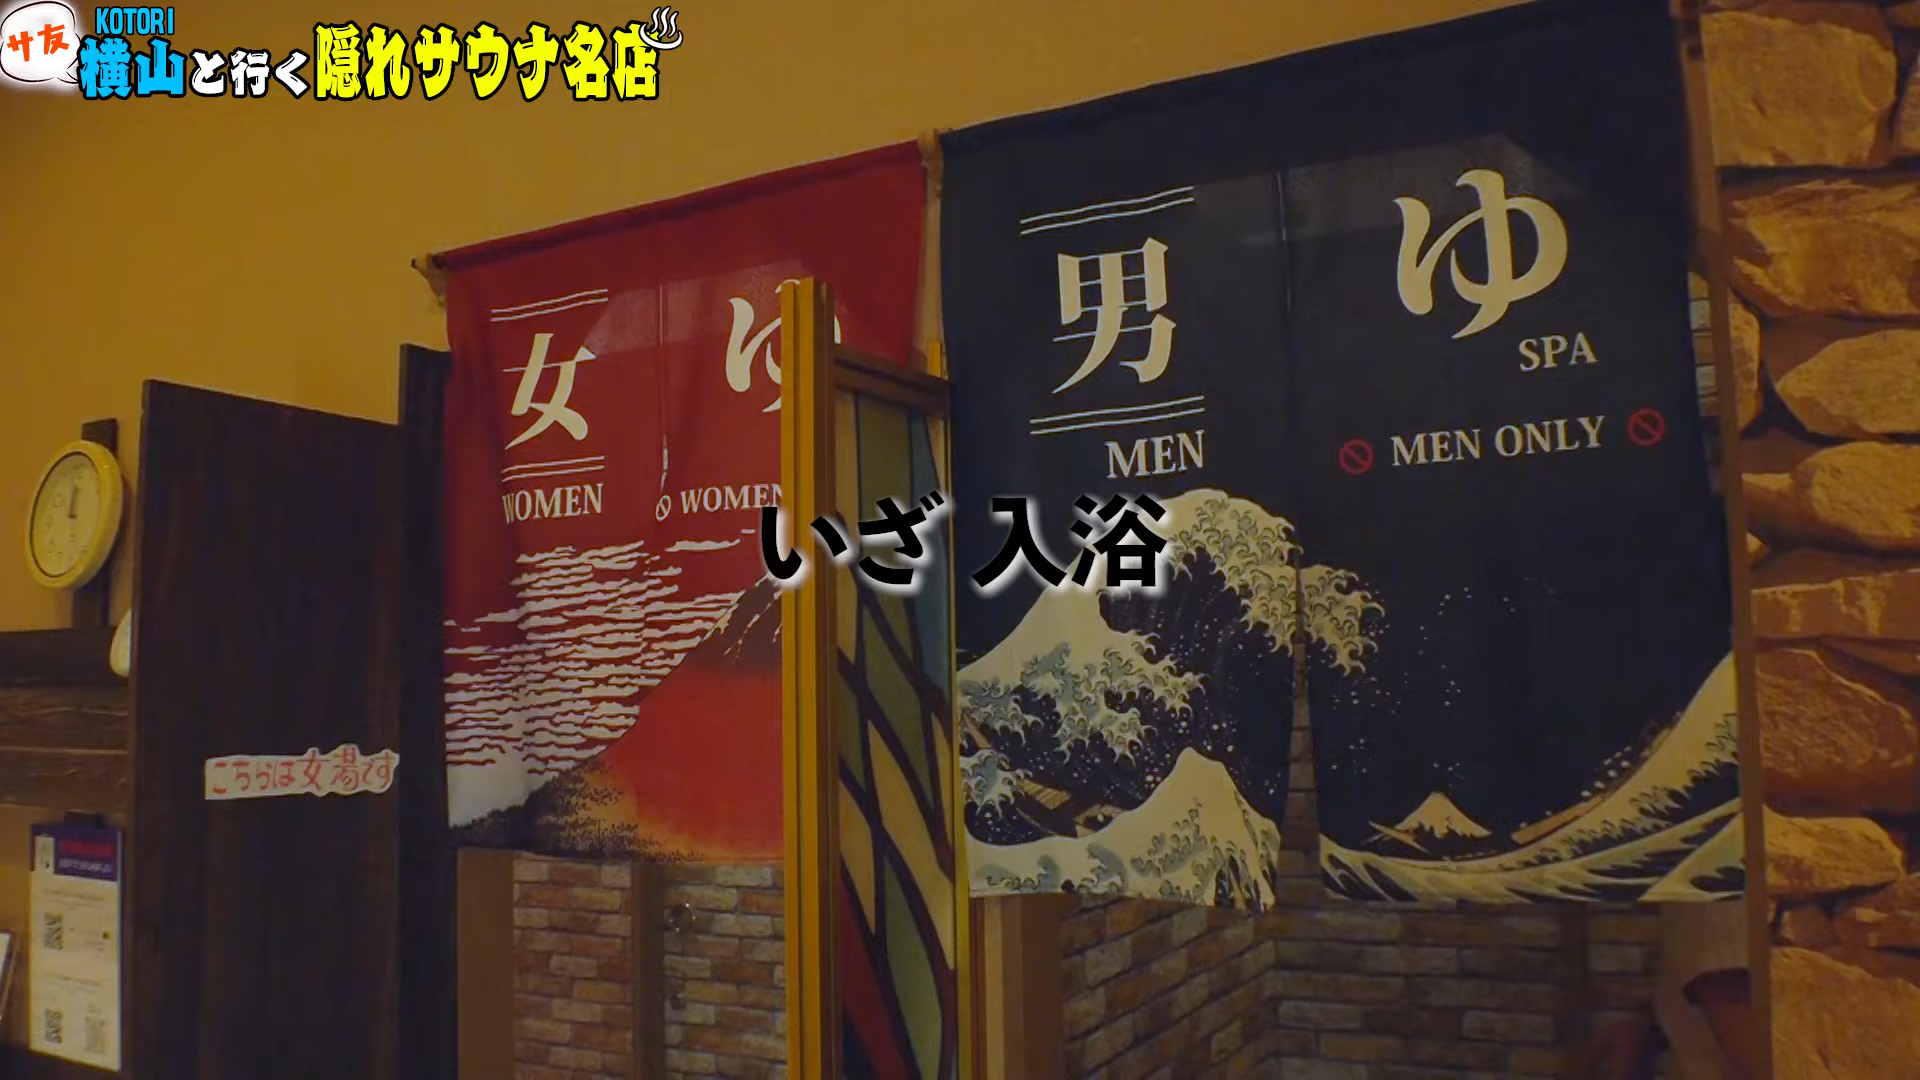 サ友
KOTORI
横山と行く隠れサウナ名店
女
WOMEN
ゆ
WOMEN
男
MEN
ゆ
SPA
MEN ONLY
いざ 入浴
こちらは女湯です